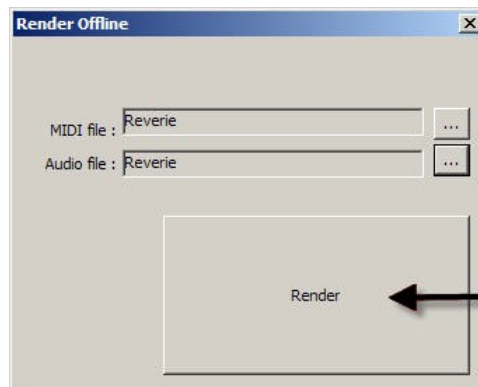 Render Offline
MIDI file : Reverie
...
Audio file : Reverie
...
Render